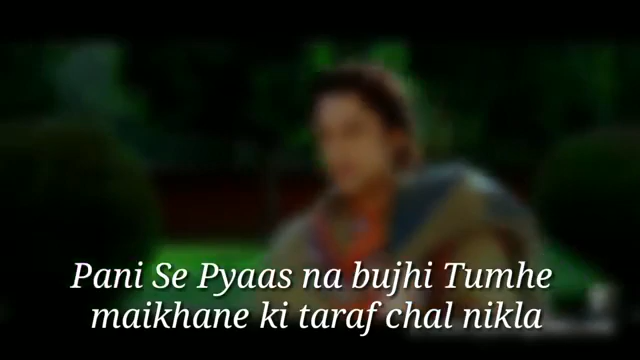 Pani Se Pyaas na bujhi Tumhe
maikhane ki taraf chal nikla